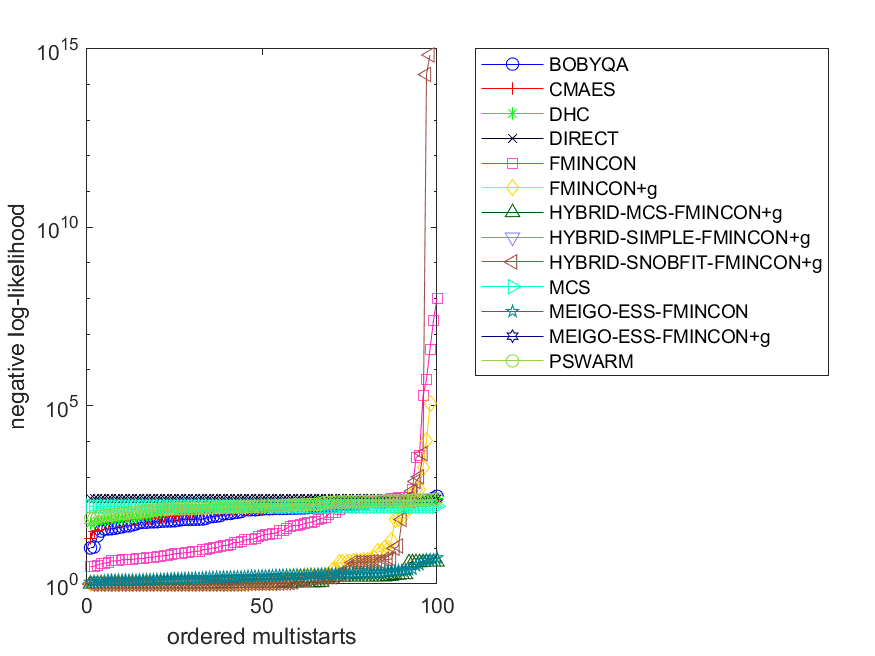 10^15
10^10
10^5
10^0
negative log-likelihood
0
50
100
ordered multistarts
BOBYQA
CMAES
DHC
DIRECT
FMINCON
FMINCON+g
HYBRID-MCS-FMINCON+g
HYBRID-SIMPLE-FMINCON+g
HYBRID-SNOBFIT-FMINCON+g
MCS
MEIGO-ESS-FMINCON
MEIGO-ESS-FMINCON+g
PSWARM